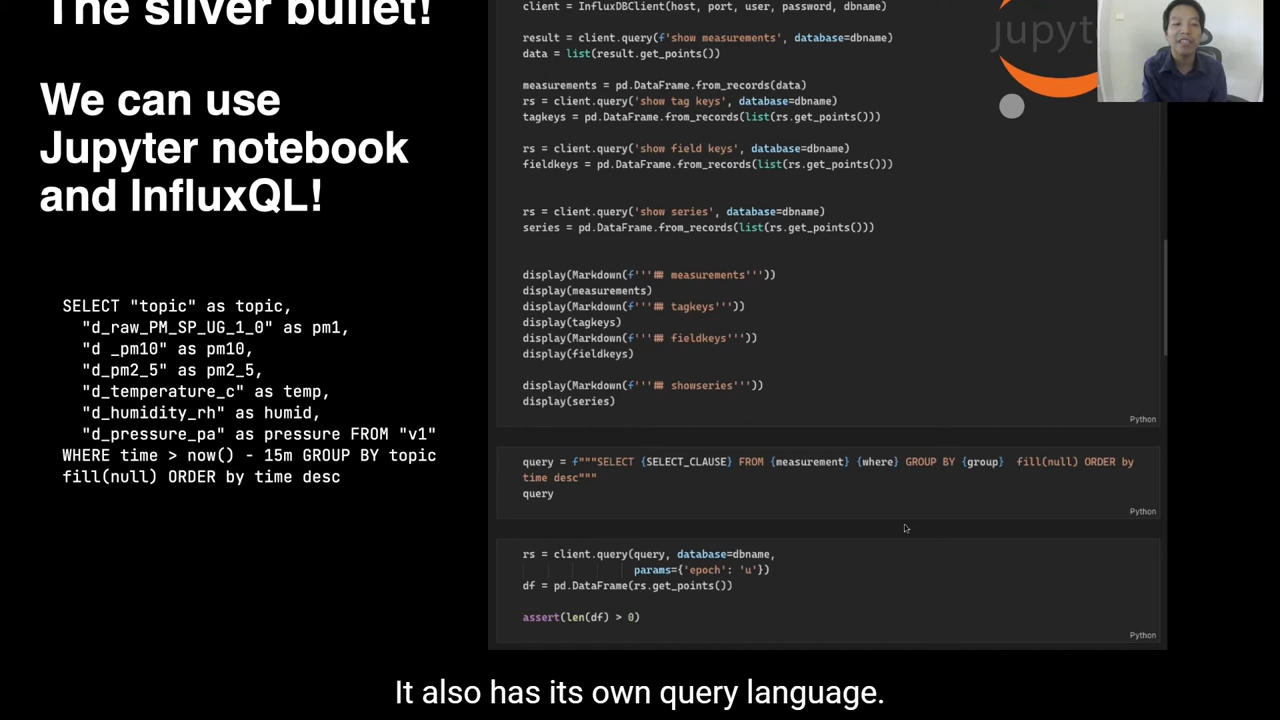 The silver bullet!
We can use
Jupyter notebook
and InfluxQL!
SELECT "topic" as topic,
"d_raw_PM_SP_UG_1_0" as pm1,
"d _pm10" as pm10,
"d_pm2_5" as pm2_5,
"d_temperature_c" as temp,
"d_humidity_rh" as humid,
"d_pressure_pa" as pressure FROM "v1"
WHERE time > now() - 15m GROUP BY topic
fill(null) ORDER by time desc
client = InfluxDBClient(host, port, user, password, dbname)
result = client.query(f'show measurements', database=dbname)
data = list(result.get_points())
measurements = pd.DataFrame.from_records(data)
rs = client.query('show tag keys', database=dbname)
tagkeys = pd.DataFrame.from_records(list(rs.get_points()))
rs = client.query('show field keys', database=dbname)
fieldkeys = pd.DataFrame.from_records(list(rs.get_points()))
rs = client.query('show series', database=dbname)
series = pd.DataFrame.from_records(list(rs.get_points()))
display(Markdown(f'''## measurements'''))
display(measurements)
display(Markdown(f'''## tagkeys'''))
display(tagkeys)
display(Markdown(f'''## fieldkeys'''))
display(fieldkeys)
display(Markdown(f'''## showseries'''))
display(series)
Python
query = f"""SELECT {SELECT_CLAUSE} FROM {measurement} {where} GROUP BY {group}  fill(null) ORDER by
time desc"""
query
Python
rs = client.query(query, database=dbname,
params={'epoch': 'u'})
df = pd.DataFrame(rs.get_points())
assert(len(df) > 0)
Python
jupyt
It also has its own query language.